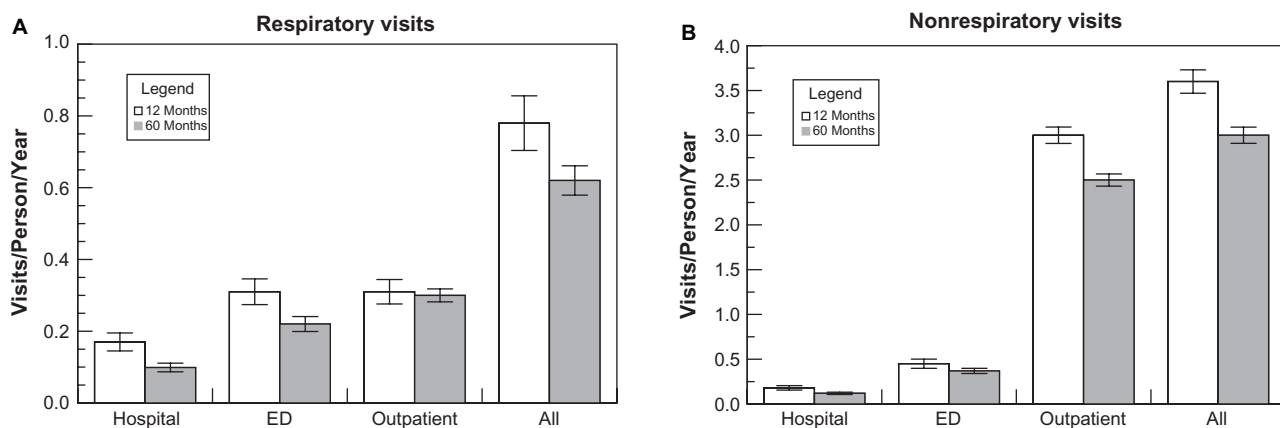 A
Respiratory visits
Visits/Person/Year
1.0
0.8
0.6
0.4
0.2
0.0
Legend
12 Months
60 Months
Hospital ED Outpatient All
B
Nonrespiratory visits
Visits/Person/Year
4.0
3.5
3.0
2.5
2.0
1.5
1.0
0.5
0.0
Legend
12 Months
60 Months
Hospital ED Outpatient All